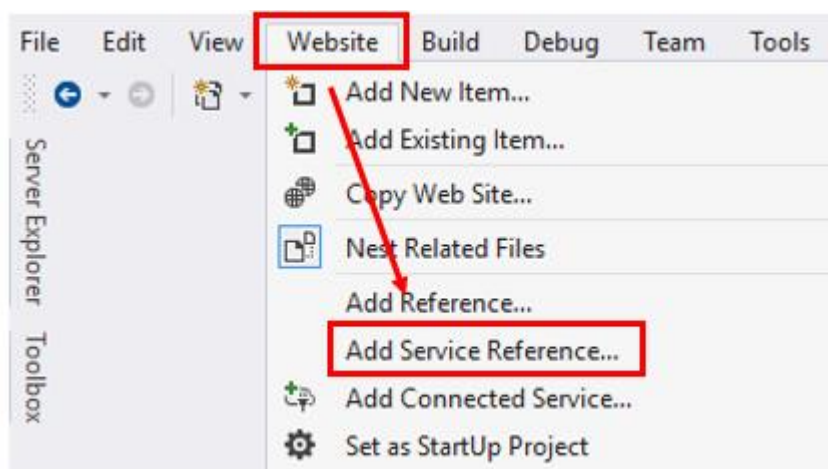 File Edit View Website Build Debug Team Tools
Add New Item...
Add Existing Item...
Copy Web Site...
Nest Related Files
Add Reference...
Add Service Reference...
Add Connected Service...
Set as StartUp Project
Server Explorer
Toolbox